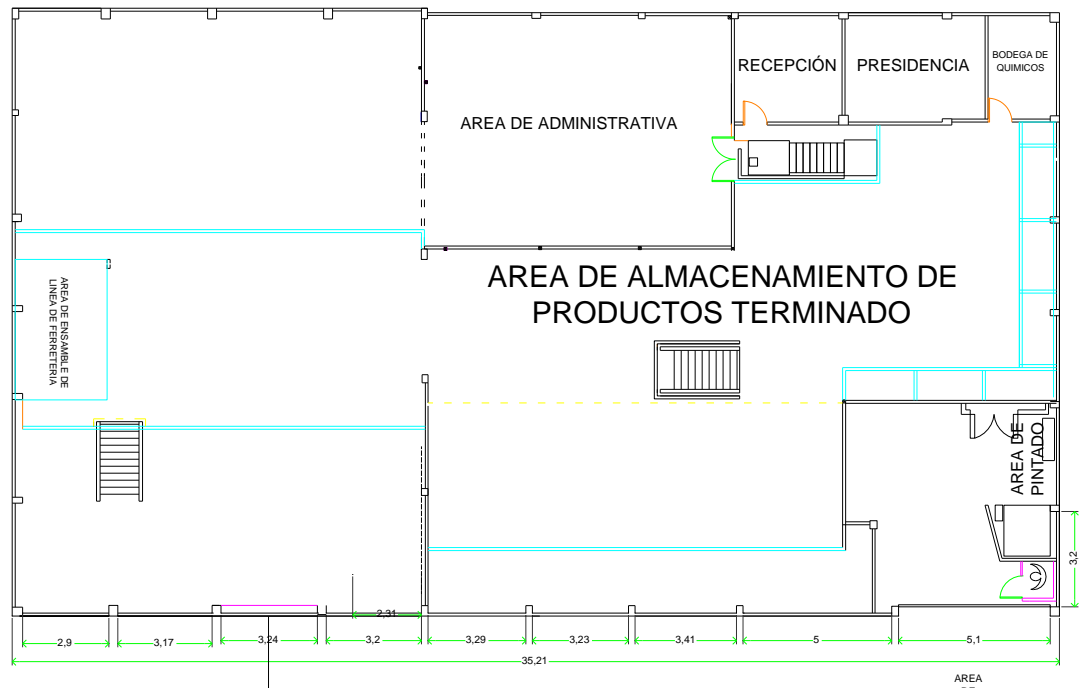 RECEPCIÓN
PRESIDENCIA
BODEGA DE
QUIMICOS
AREA DE ADMINISTRATIVA
AREA DE ALMACENAMIENTO DE
PRODUCTOS TERMINADO
AREA DE ENSAMBLE DE
LINEA DE FERRETERIA
AREA DE
PINTADO
3,2
2,31
2,9
3,17
3,24
3,2
3,29
3,23
3,41
5
5,1
35,21
AREA